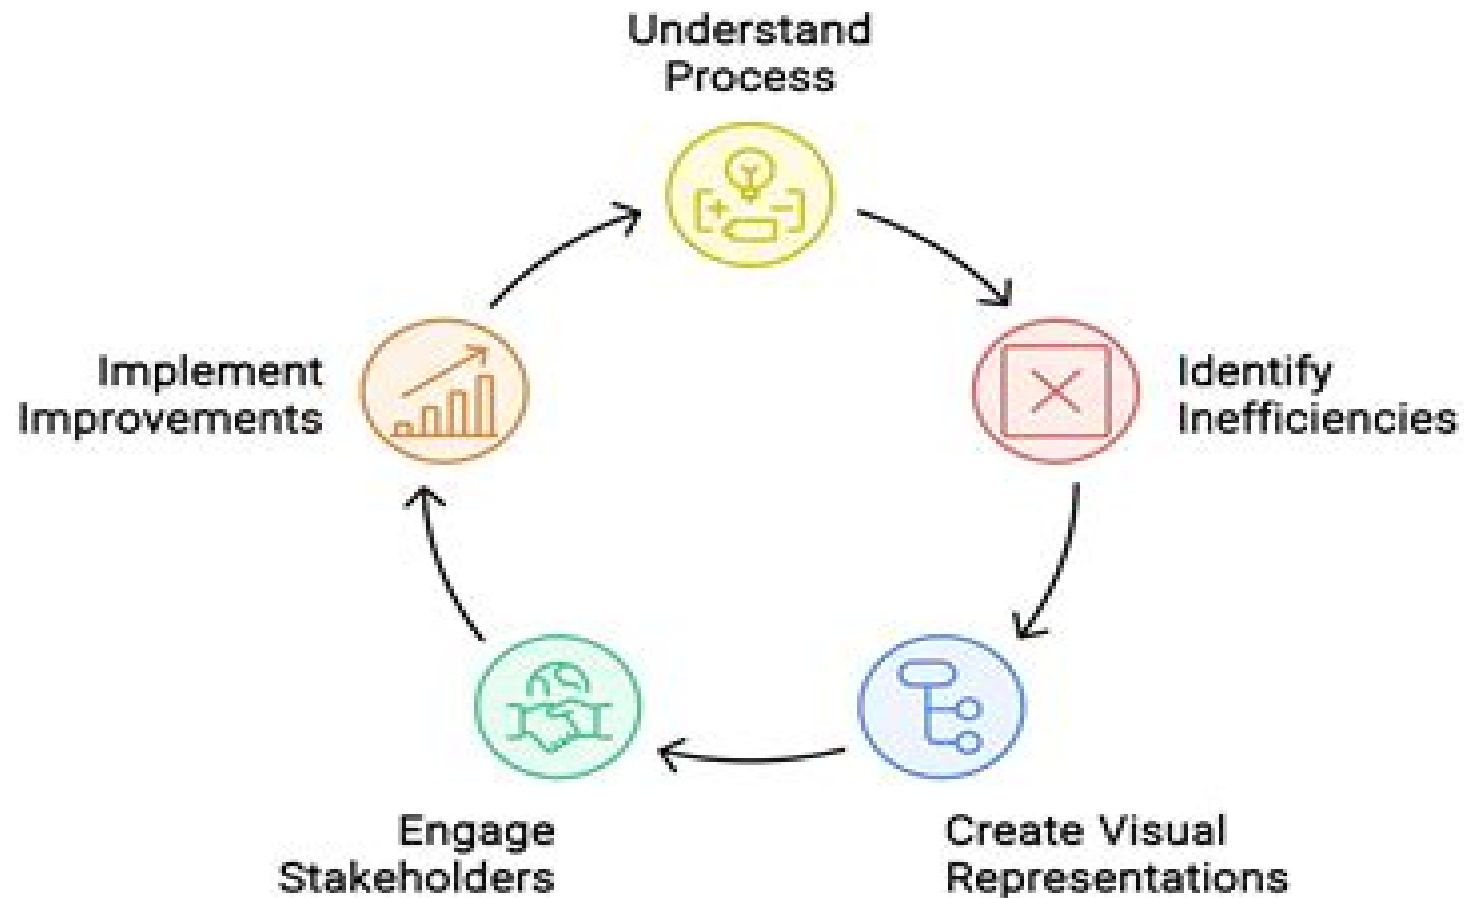 Understand
Process
Identify
Inefficiencies
Create Visual
Representations
Engage
Stakeholders
Implement
Improvements